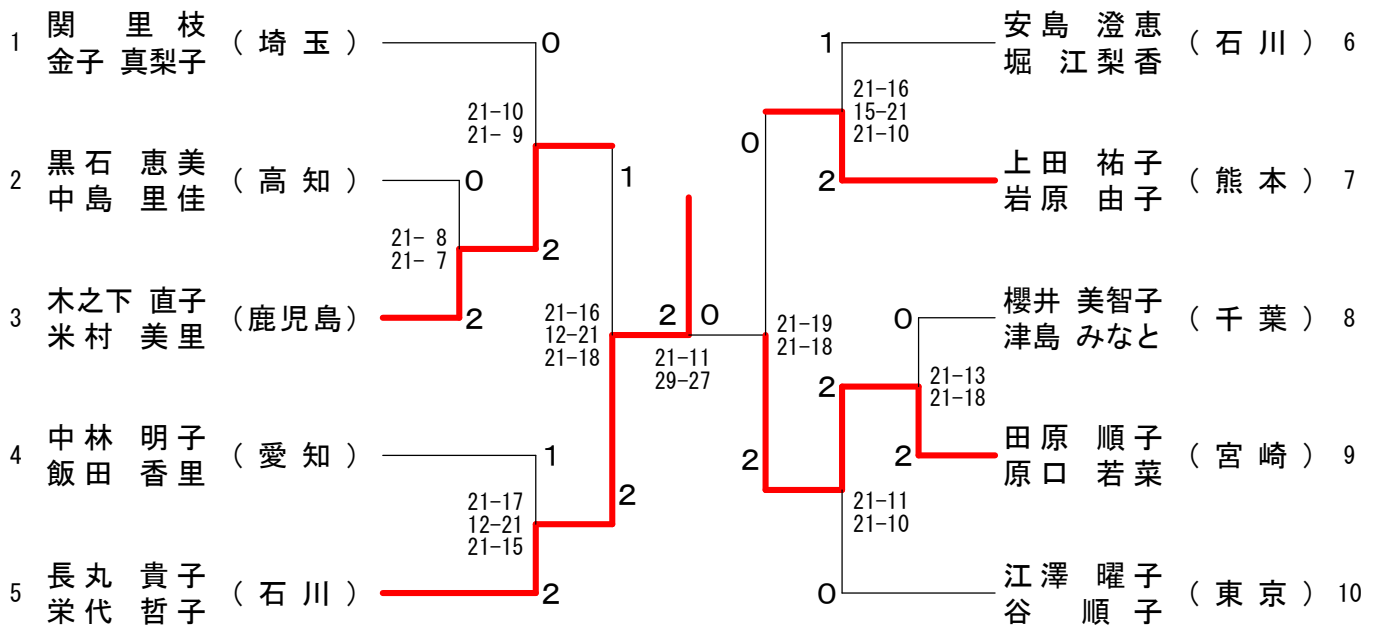 1 関 里枝 (埼玉) 0
金子 真梨子
21-10
21- 9
2 黒石 恵美 (高知) 0
中島 里佳
21- 8
21- 7
2
3 木之下 直子 (鹿児島) 2
米村 美里
1
21-16
12-21
21-18
4 中林 明子 (愛知) 1
飯田 香里
21-17
12-21
21-15
2
5 長丸 貴子 (石川) 2
栄代 哲子
2 0
21-11
29-27
1 安島 澄恵 (石川) 6
堀江 梨香
21-16
15-21
21-10
0
2 上田 祐子 (熊本) 7
岩原 由子
21-19
21-18
0 櫻井 美智子 (千葉) 8
津島 みなと
21-13
21-18
2
2
2 田原 順子 (宮崎) 9
原口 若菜
21-11
21-10
0 江澤 曜子 (東京) 10
谷 順子